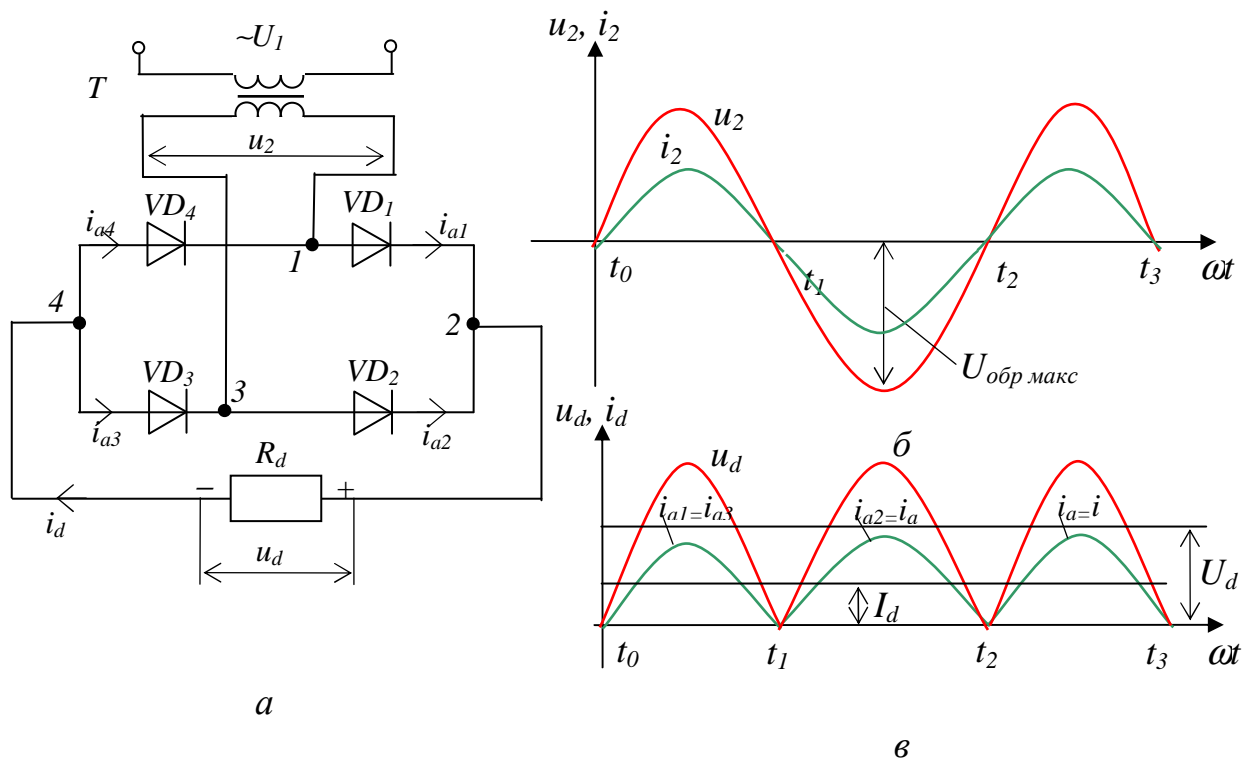 ~U1
T
u2
VD4
VD1
ia4
ia1
1
4
2
VD3
3
VD2
ia3
ia2
Rd
−
+
id
ud
а
u2, i2
u2
i2
t0
t1
t2
t3
ωt
Uобр макс
б
ud, id
ud
ia1=ia3
ia2=ia
ia=i
Ud
Id
t0
t1
t2
t3
ωt
в